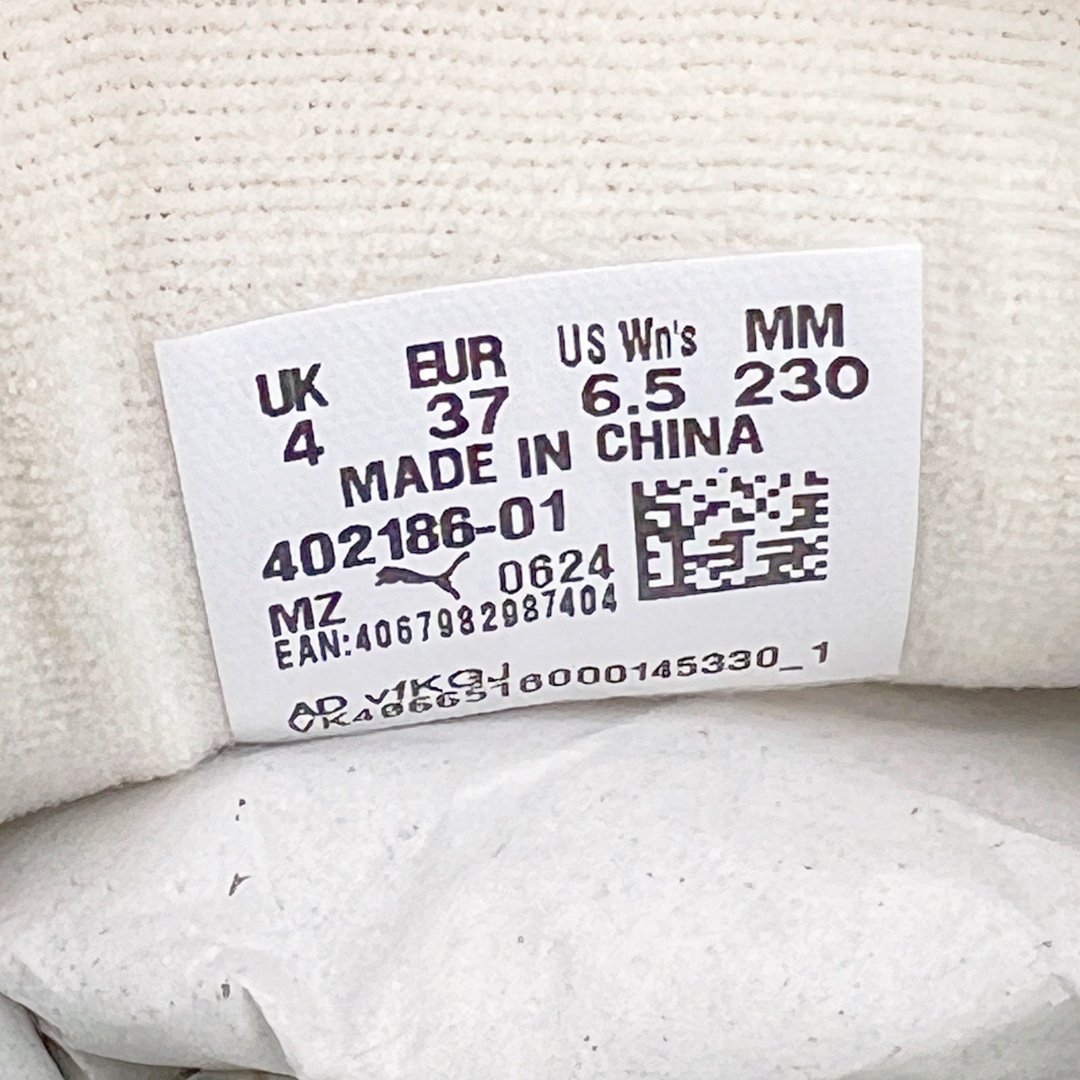 UK EUR US Wn's MM
4 37 6.5 230
MADE IN CHINA
402186-01
MZ 0624
EAN:4067982987404
AD